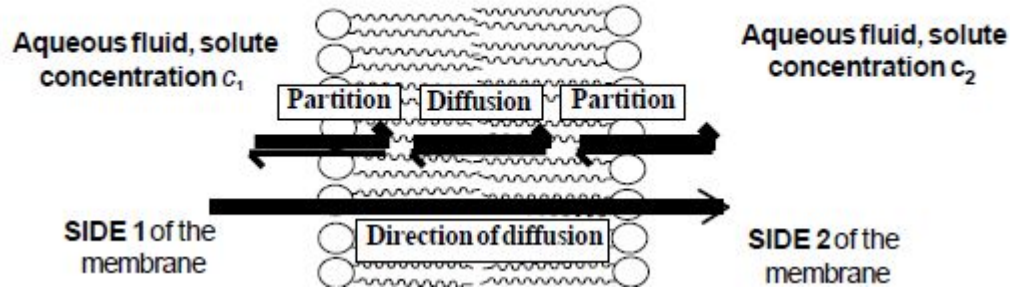 Aqueous fluid, solute
concentration c₁
Aqueous fluid, solute
concentration c₂
Partition
Diffusion
Partition
Direction of diffusion
SIDE 1 of the
membrane
SIDE 2 of the
membrane